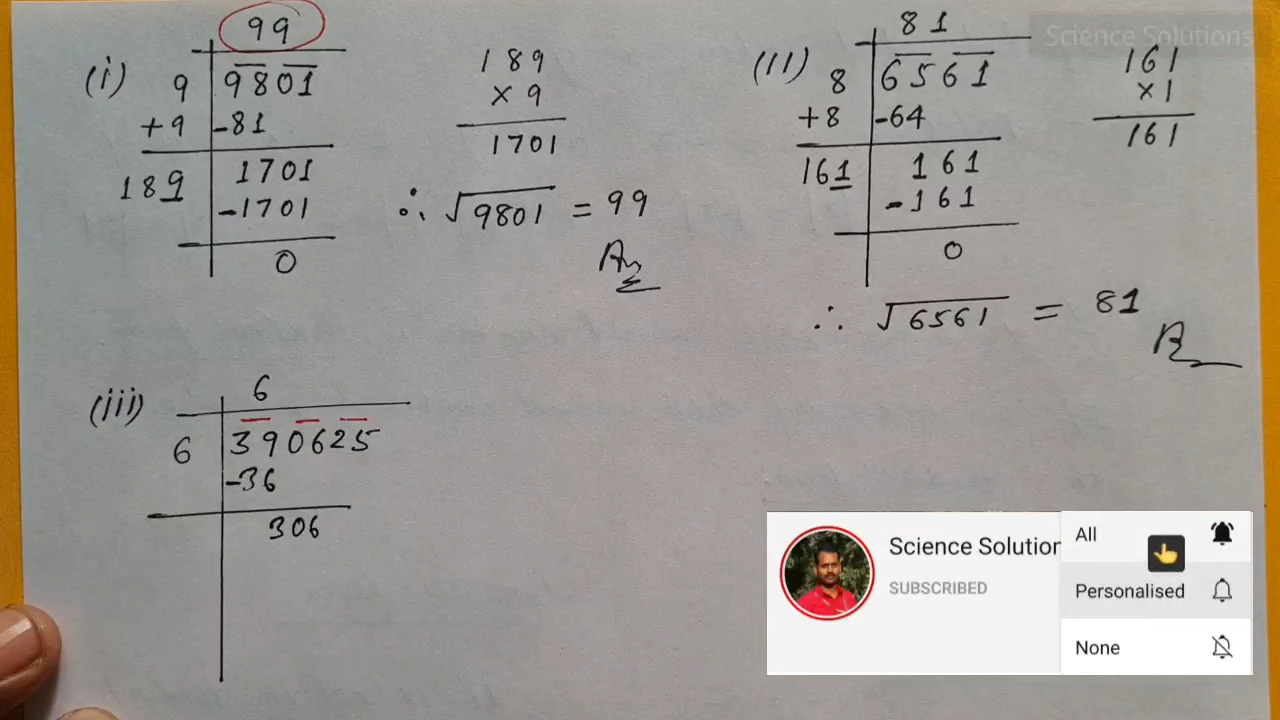 Science Solutions
99
(i) 9 9801
+9 -81
189 1701
-1701
0
189
× 9
1701
∴ √9801 = 99
Ans
(II) 81
8 6561
+8 -64
161 161
-161
0
161
×1
161
∴ √6561 = 81
(iii) 6
6 390625
-36
306
Science Solution
SUBSCRIBED
All
Personalised
None